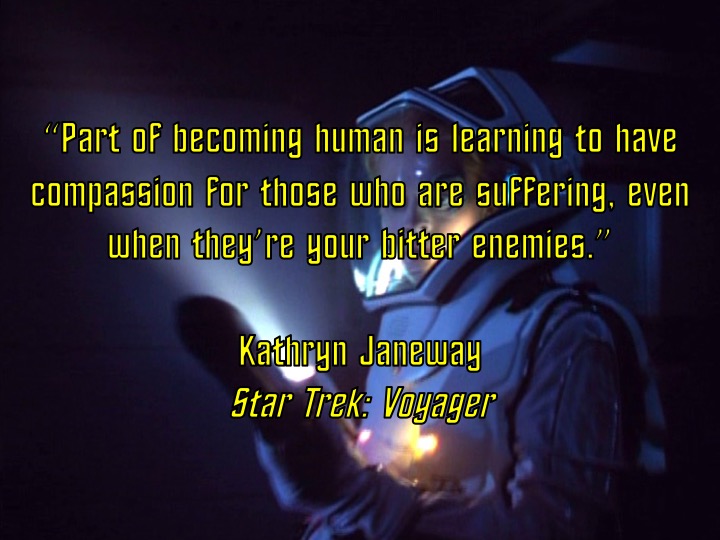 “Part of becoming human is learning to have
compassion for those who are suffering, even
when they’re your bitter enemies.”
Kathryn Janeway
Star Trek: Voyager